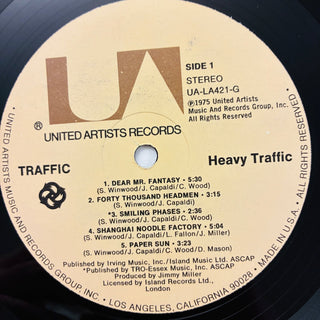 UA
SIDE 1
STEREO
UA-LA421-G
℗1975 United Artists
Music And Records Group, Inc.
All Rights Reserved.
®
UNITED ARTISTS RECORDS
TRAFFIC
Heavy Traffic
1. DEAR MR. FANTASY • 5:30
(S. Winwood/J. Capaldi/C. Wood)
2. FORTY THOUSAND HEADMEN • 3:15
(S. Winwood/J. Capaldi)
*3. SMILING PHASES • 2:36
(S. Winwood/J. Capaldi/C. Wood)
4. SHANGHAI NOODLE FACTORY • 5:04
(S. Winwood/J. Capaldi/L. Fallon/J. Miller)
5. PAPER SUN • 3:23
(S. Winwood/J. Capaldi/C. Wood/D. Mason)
Published by Irving Music, Inc./Island Music Ltd. ASCAP
*Published by TRO-Essex Music, Inc. ASCAP
Produced by Jimmy Miller
Licensed by Island Records Ltd.,
London
UNITED ARTISTS MUSIC AND RECORDS GROUP INC. • LOS ANGELES, CALIFORNIA 90028 • MADE IN U.S.A. • ALL RIGHTS RESERVED.